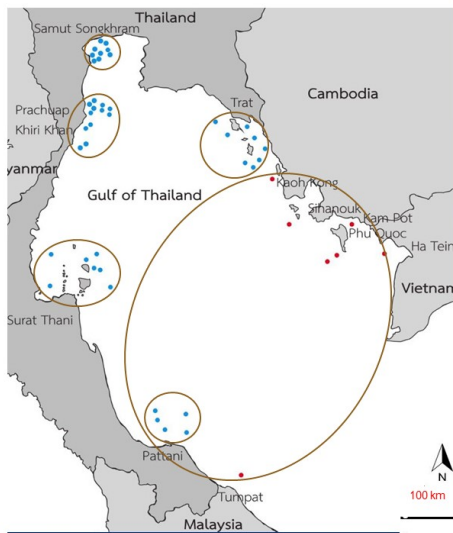 Thailand
Samut Songkhram
Cambodia
Prachuap
Khiri Khan
Trat
yanmar
Gulf of Thailand
Kaoh Kong
Sihanouk
Kam Pot
Phu Quoc
Ha Tein
Vietnam
Surat Thani
Pattani
Tumpat
Malaysia
N
100 km